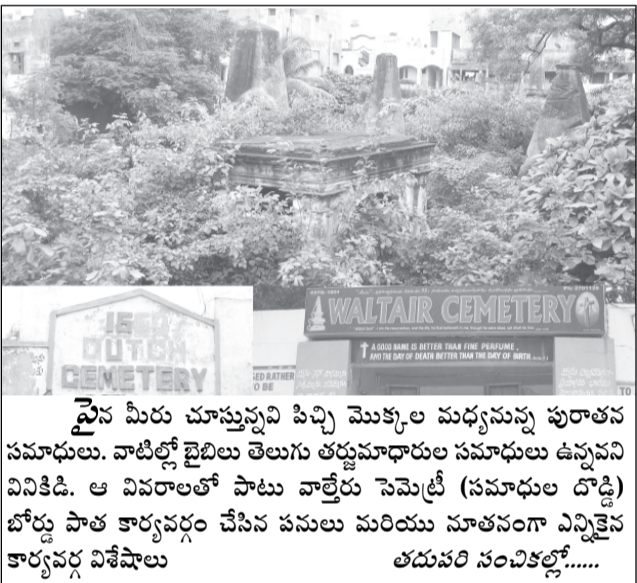 WALTAIR CEMETERY
A GOOD NAME IS BETTER THAN FINE PERFUME,
AND THE DAY OF DEATH BETTER THAN THE DAY OF BIRTH
DUTCH
CEMETERY
పైన మీరు చూస్తున్నవి పిచ్చి మొక్కల మధ్యనున్న పురాతన
సమాధులు. వాటిల్లో బైబిలు తెలుగు తర్జుమాధారుల సమాధులు ఉన్నవని
వినికిడి. ఆ వివరాలతో పాటు వాల్తేరు సెమెట్రీ (సమాధుల దొడ్డి)
బోర్డు పాత కార్యవర్గం చేసిన పనులు మరియు నూతనంగా ఎన్నికైన
కార్యవర్గ విశేషాలు తదుపరి సంచికల్లో......